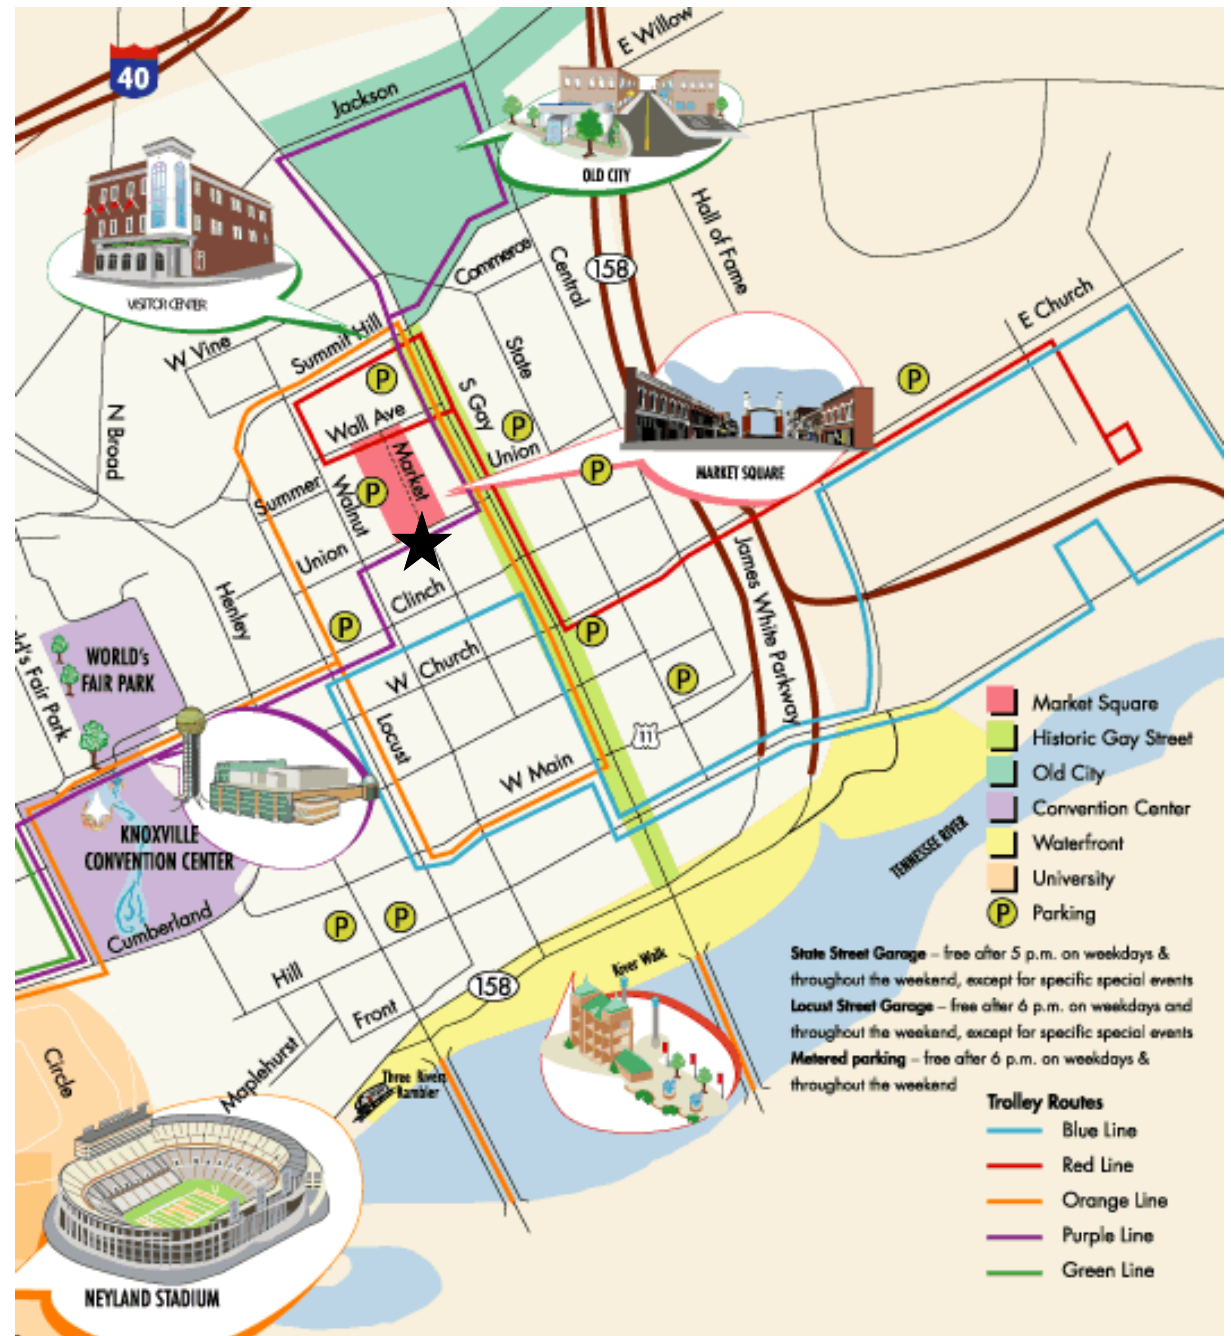 E Willow
40
Jackson
OLD CITY
Hall of Fame
Commerce
Central
158
VISITOR CENTER
E Church
Summit Hill
W Vine
State
P
P
S Gay
N Broad
Wall Ave
P
Union
Market
P
MARKET SQUARE
Summer
Walnut
P
Union
James White Parkway
Henley
Clinch
P
P
WORLD's
FAIR PARK
W Church
P
d's Fair Park
Locust
11
W Main
Market Square
Historic Gay Street
Old City
Convention Center
Waterfront
University
P Parking
KNOXVILLE
CONVENTION CENTER
TENNESSEE RIVER
Cumberland
P
P
Hill
River Walk
158
Front
State Street Garage – free after 5 p.m. on weekdays &
throughout the weekend, except for specific special events
Locust Street Garage – free after 6 p.m. on weekdays and
throughout the weekend, except for specific special events
Metered parking – free after 6 p.m. on weekdays &
throughout the weekend
Circle
Maplehurst
Three Rivers
Rambler
Trolley Routes
Blue Line
Red Line
Orange Line
Purple Line
Green Line
NEYLAND STADIUM